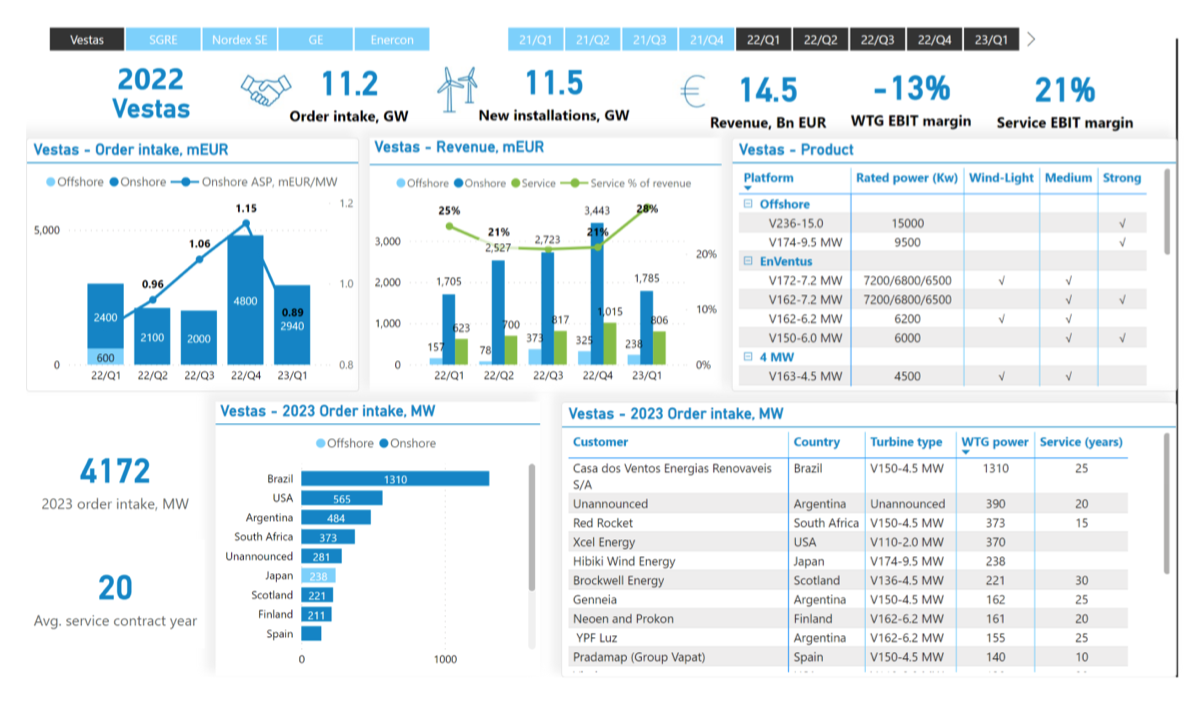 Vestas SGRE Nordex SE GE Enercon 21/Q1 21/Q2 21/Q3 21/Q4 22/Q1 22/Q2 22/Q3 22/Q4 23/Q1
2022
Vestas
11.2
Order intake, GW
11.5
New installations, GW
€
14.5
Revenue, Bn EUR
-13%
WTG EBIT margin
21%
Service EBIT margin
Vestas - Order intake, mEUR
Offshore Onshore Onshore ASP, mEUR/MW
5,000
0
1.2
1.0
0.8
0.96 1.06 1.15 0.89
2400 2100 2000 4800 2940
600
22/Q1 22/Q2 22/Q3 22/Q4 23/Q1
Vestas - Revenue, mEUR
Offshore Onshore Service Service % of revenue
3,000
2,000
1,000
0
20%
10%
0%
25% 21% 21% 28%
1,705 2,527 2,723 3,443 1,785
157 623 78 700 373 817 325 1,015 238 806
22/Q1 22/Q2 22/Q3 22/Q4 23/Q1
Vestas - Product
Platform Rated power (Kw) Wind-Light Medium Strong
Offshore
V236-15.0 15000 √
V174-9.5 MW 9500 √
EnVentus
V172-7.2 MW 7200/6800/6500 √ √
V162-7.2 MW 7200/6800/6500 √ √
V162-6.2 MW 6200 √ √
V150-6.0 MW 6000 √ √
4 MW
V163-4.5 MW 4500 √ √
4172
2023 order intake, MW
20
Avg. service contract year
Vestas - 2023 Order intake, MW
Offshore Onshore
Brazil 1310
USA 565
Argentina 484
South Africa 373
Unannounced 281
Japan 238
Scotland 221
Finland 211
Spain
0 1000
Vestas - 2023 Order intake, MW
Customer Country Turbine type WTG power Service (years)
Casa dos Ventos Energias Renovaveis Brazil V150-4.5 MW 1310 25
S/A
Unannounced Argentina Unannounced 390 20
Red Rocket South Africa V150-4.5 MW 373 15
Xcel Energy USA V110-2.0 MW 370
Hibiki Wind Energy Japan V174-9.5 MW 238
Brockwell Energy Scotland V136-4.5 MW 221 30
Genneia Argentina V150-4.5 MW 162 25
Neoen and Prokon Finland V162-6.2 MW 161 20
YPF Luz Argentina V162-6.2 MW 155 25
Pradamap (Group Vapat) Spain V150-4.5 MW 140 10